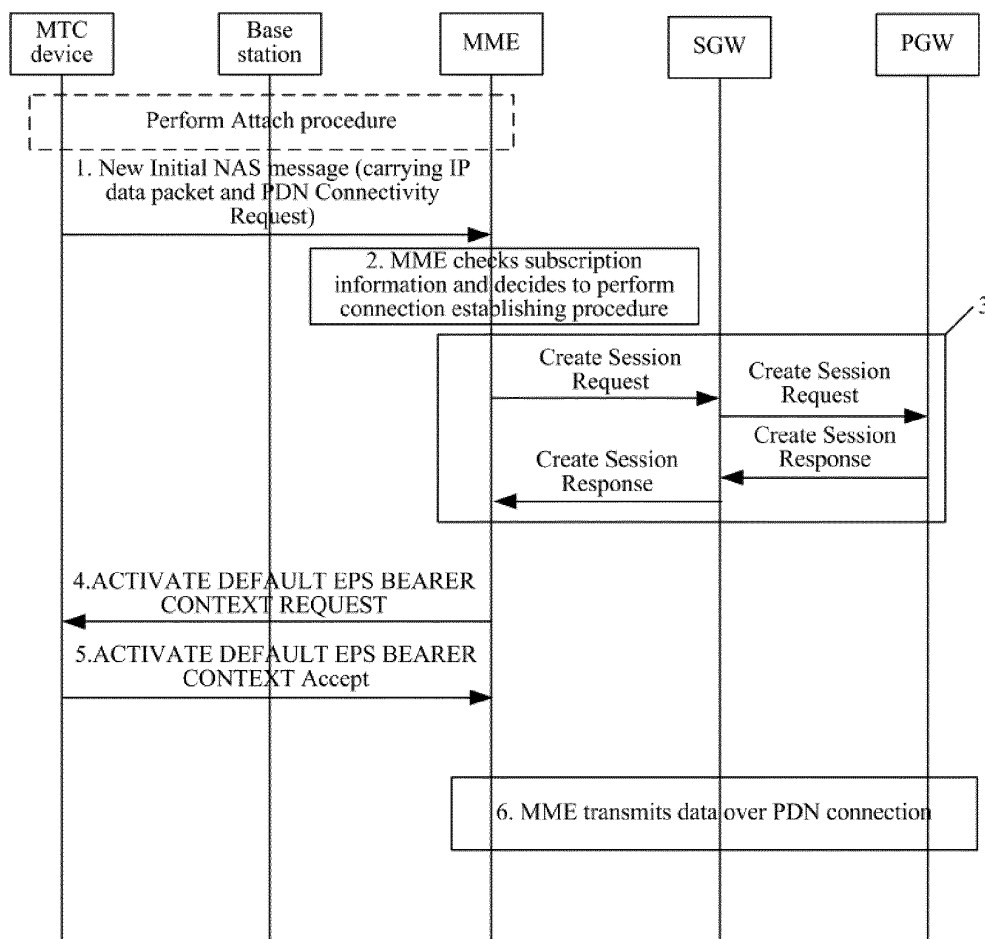 MTC
device
Base
station
MME
SGW
PGW
Perform Attach procedure
1. New Initial NAS message (carrying IP
data packet and PDN Connectivity
Request)
2. MME checks subscription
information and decides to perform
connection establishing procedure
3
Create Session
Request
Create Session
Request
Create Session
Response
Create Session
Response
4.ACTIVATE DEFAULT EPS BEARER
CONTEXT REQUEST
5.ACTIVATE DEFAULT EPS BEARER
CONTEXT Accept
6. MME transmits data over PDN connection